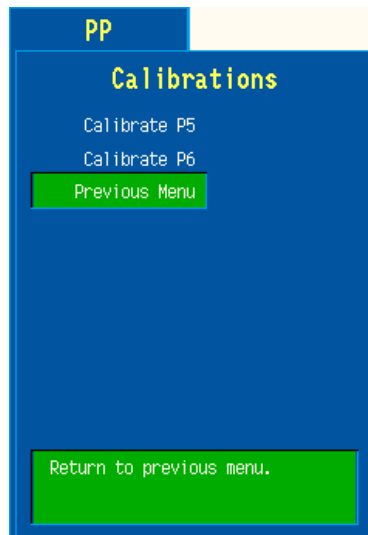 PP
Calibrations
Calibrate P5
Calibrate P6
Previous Menu
Return to previous menu.